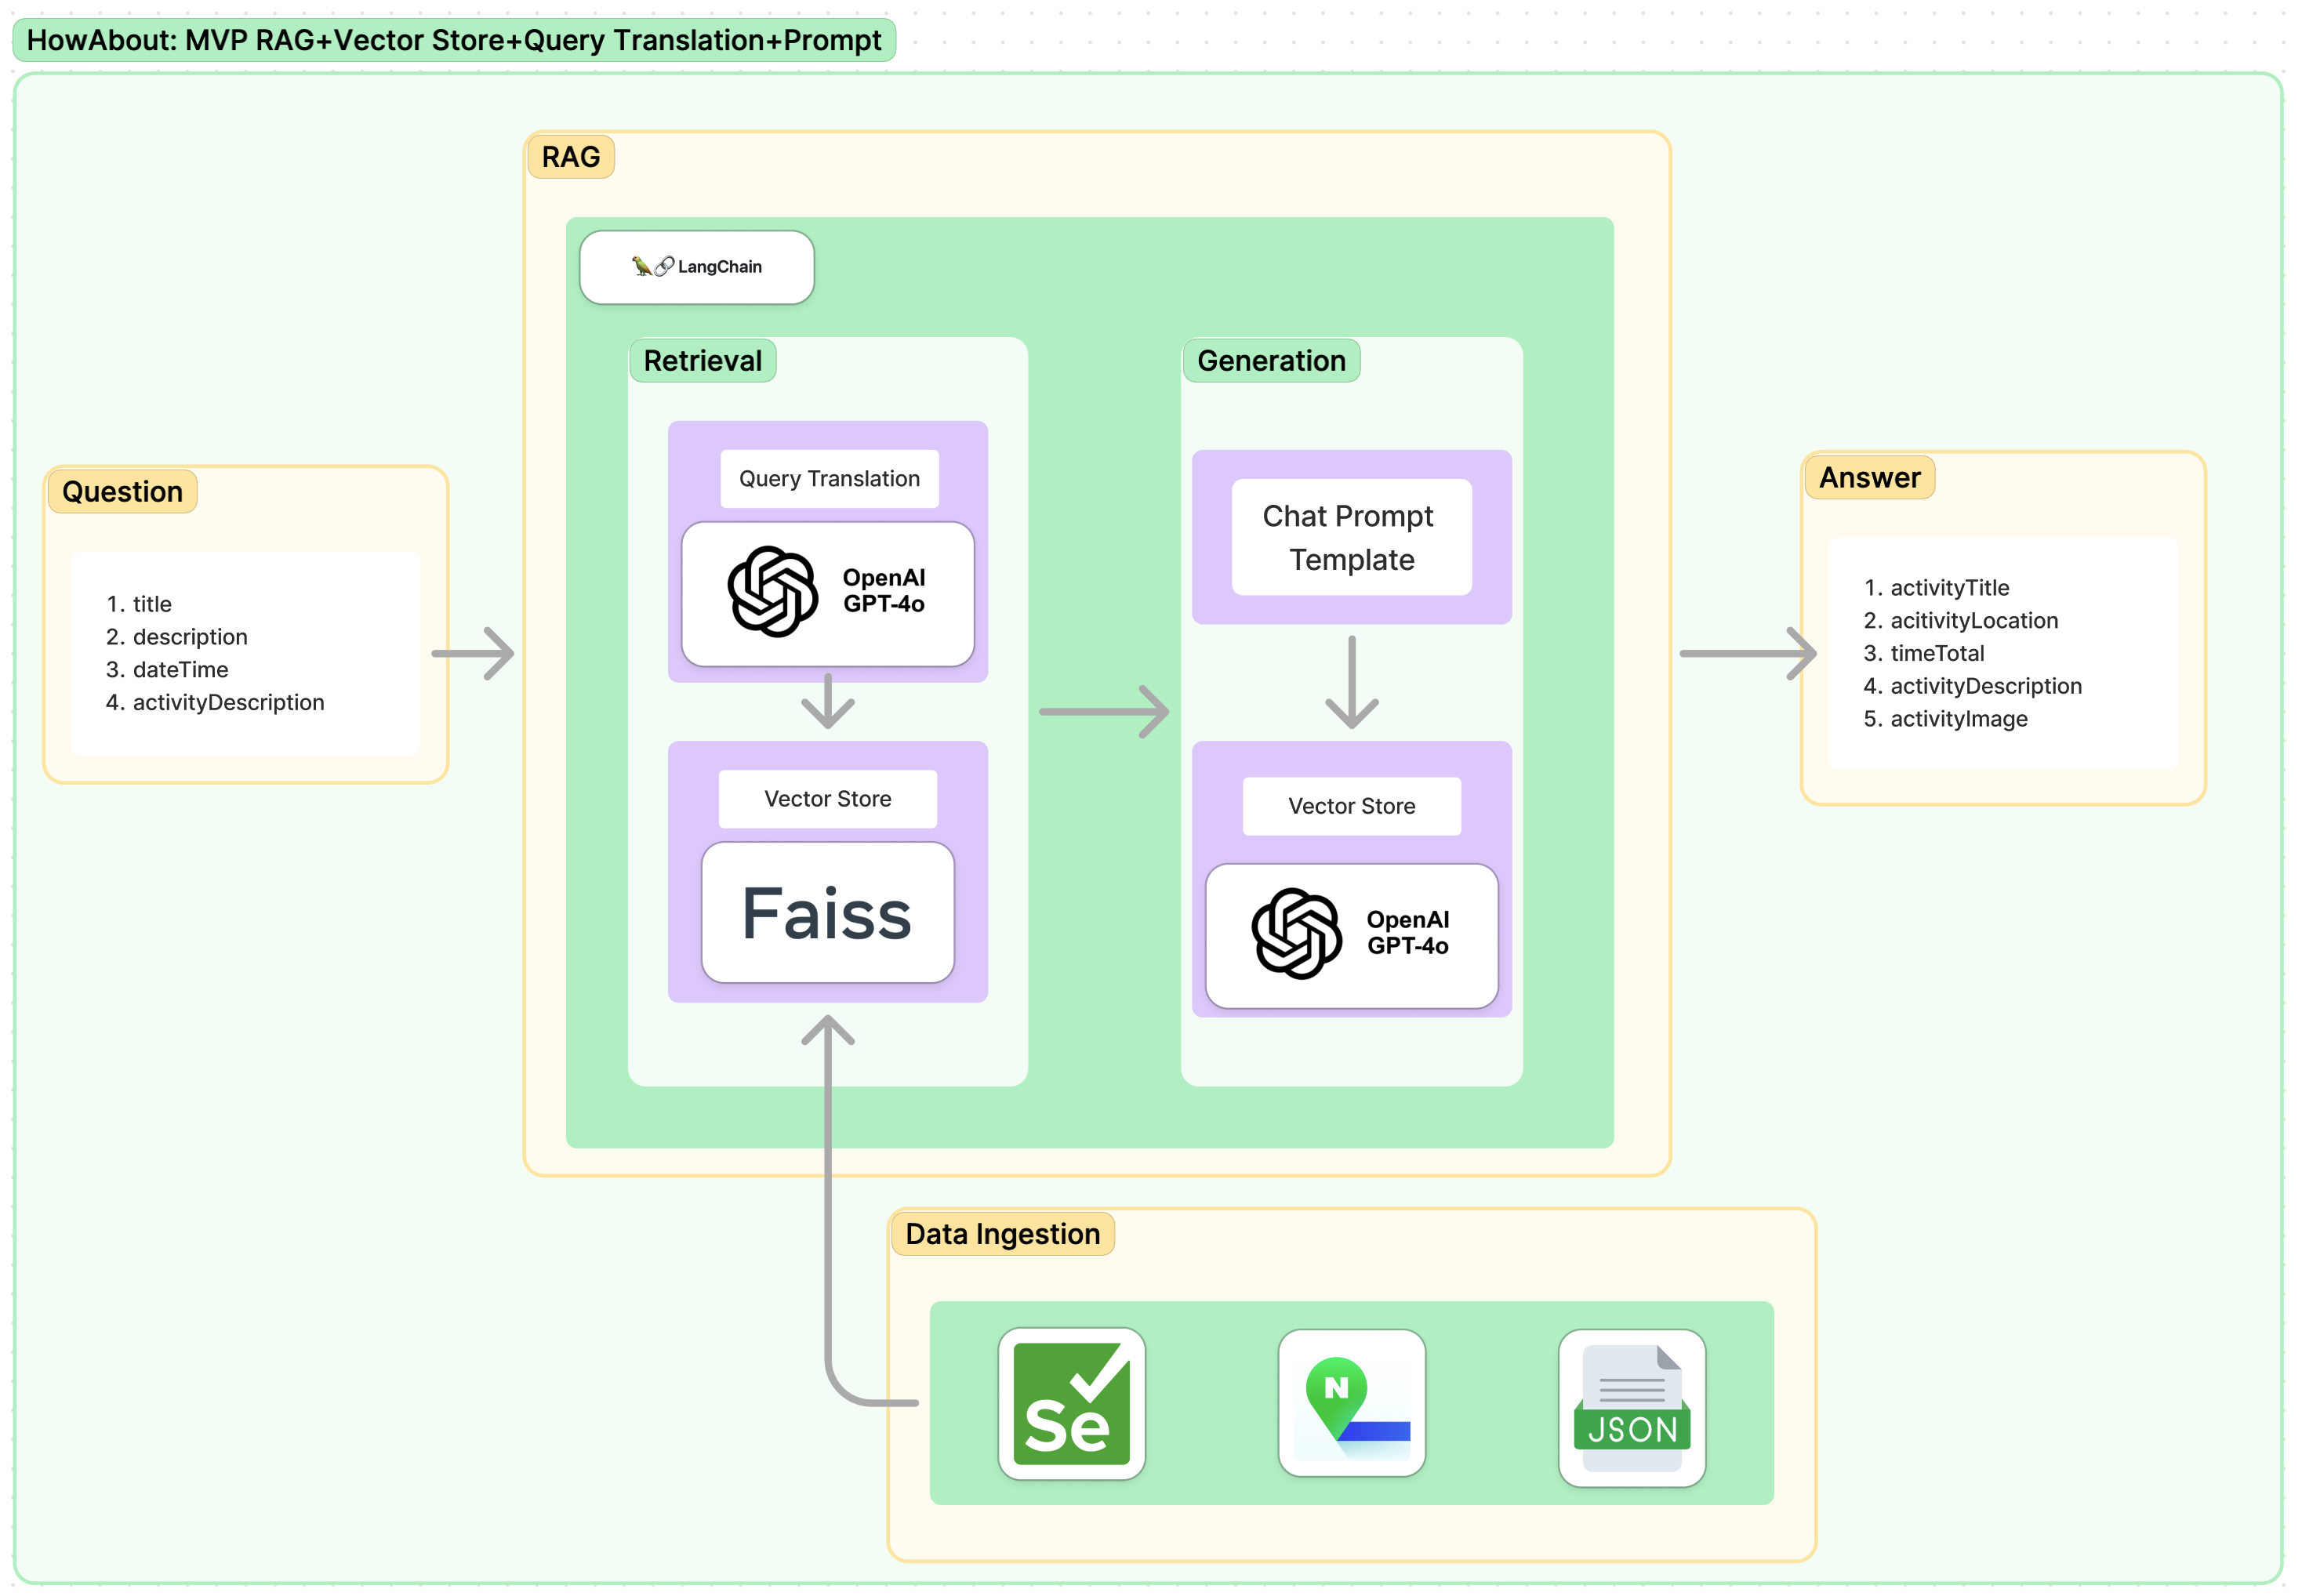 HowAbout: MVP RAG+Vector Store+Query Translation+Prompt
RAG
LangChain
Retrieval
Query Translation
OpenAI
GPT-4o
Vector Store
Faiss
Generation
Chat Prompt
Template
Vector Store
OpenAI
GPT-4o
Question
1. title
2. description
3. dateTime
4. activityDescription
Answer
1. activityTitle
2. acitivityLocation
3. timeTotal
4. activityDescription
5. activityImage
Data Ingestion
Se
N
JSON